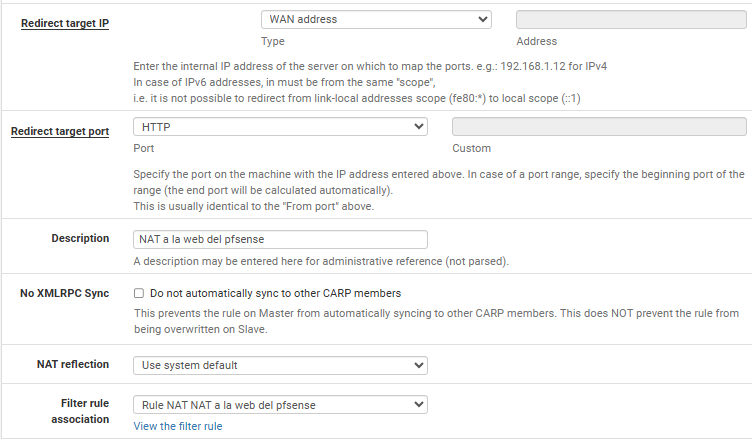 Redirect target IP
WAN address
Type Address
Enter the internal IP address of the server on which to map the ports. e.g.: 192.168.1.12 for IPv4
In case of IPv6 addresses, in must be from the same "scope",
i.e. it is not possible to redirect from link-local addresses scope (fe80:*) to local scope (::1)
Redirect target port
HTTP
Port Custom
Specify the port on the machine with the IP address entered above. In case of a port range, specify the beginning port of the
range (the end port will be calculated automatically).
This is usually identical to the "From port" above.
Description
NAT a la web del pfsense
A description may be entered here for administrative reference (not parsed).
No XMLRPC Sync
Do not automatically sync to other CARP members
This prevents the rule on Master from automatically syncing to other CARP members. This does NOT prevent the rule from
being overwritten on Slave.
NAT reflection
Use system default
Filter rule
association
Rule NAT NAT a la web del pfsense
View the filter rule